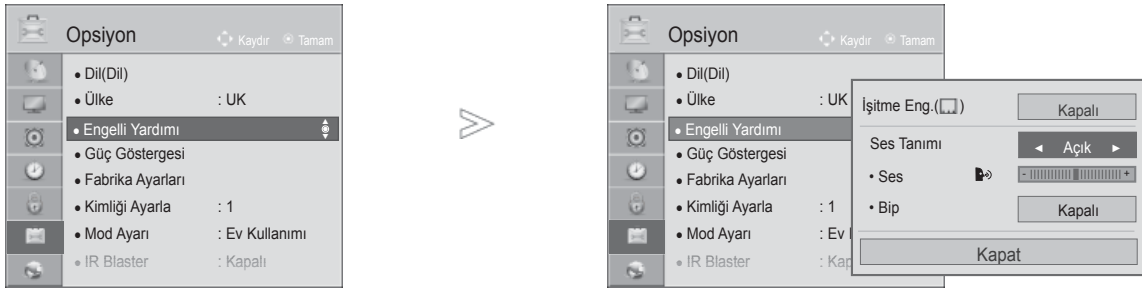 Opsiyon Kaydır Tamam
• Dil(Dil)
• Ülke : UK
• Engelli Yardımı
• Güç Göstergesi
• Fabrika Ayarları
• Kimliği Ayarla : 1
• Mod Ayarı : Ev Kullanımı
• IR Blaster : Kapalı
Opsiyon Kaydır Tamam
• Dil(Dil)
• Ülke : UK
• Engelli Yardımı
• Güç Göstergesi
• Fabrika Ayarları
• Kimliği Ayarla : 1
• Mod Ayarı : Ev
• IR Blaster : Kap
İşitme Eng.( ) Kapalı
Ses Tanımı ◄ Açık ►
• Ses - +
• Bip Kapalı
Kapat